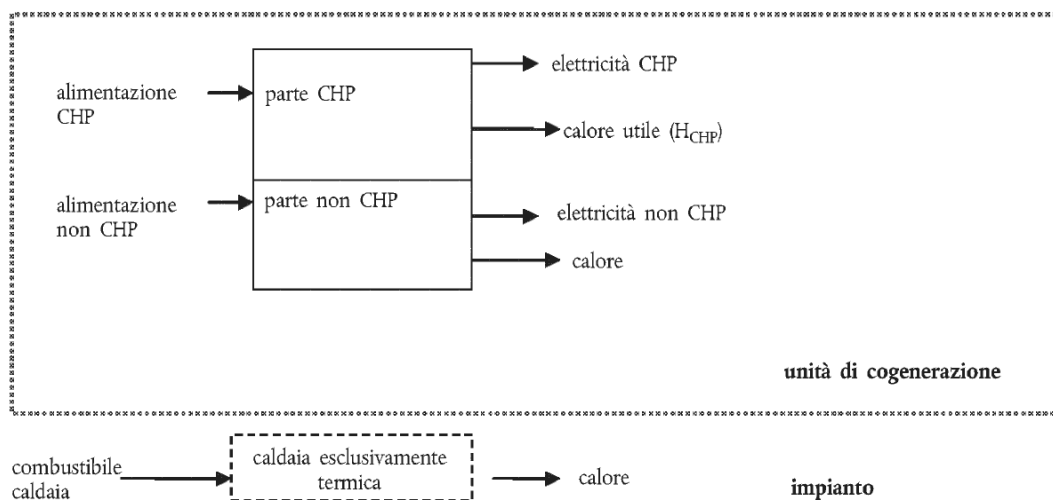 elettricità CHP
alimentazione
CHP
parte CHP
calore utile (H_CHP)
alimentazione
non CHP
parte non CHP
elettricità non CHP
calore
unità di cogenerazione
combustibile
caldaia
caldaia esclusivamente
termica
calore
impianto